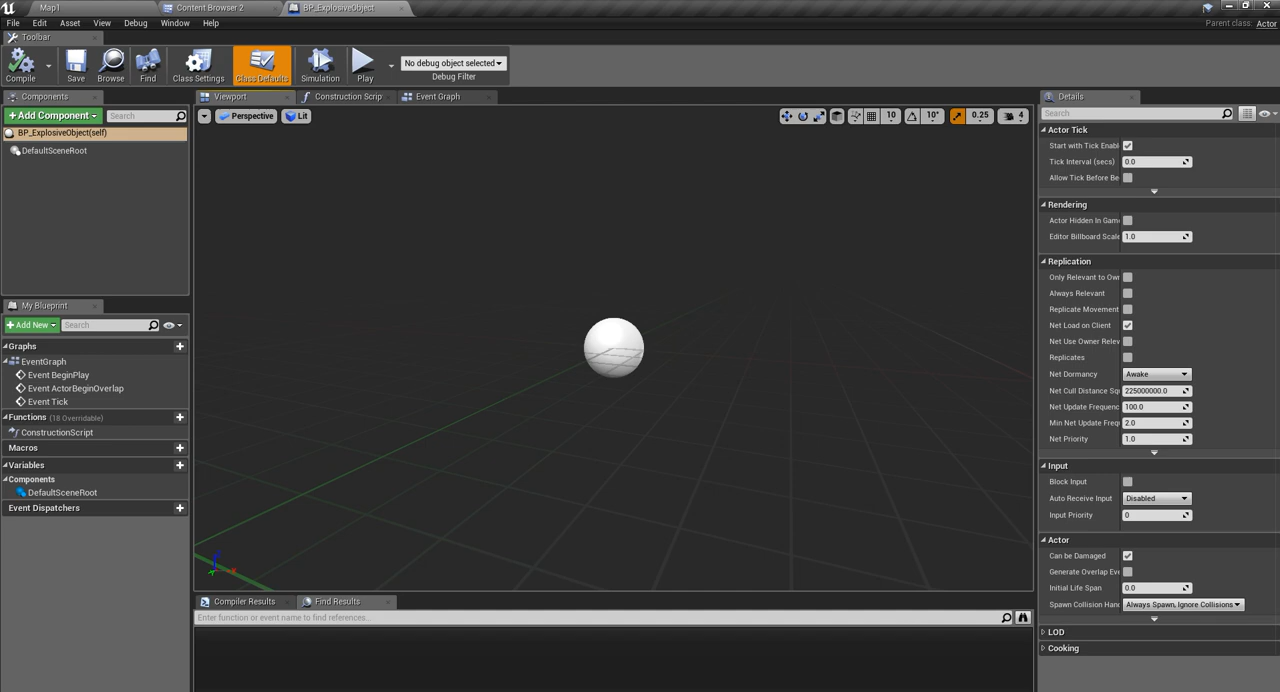 Map1
Content Browser 2
BP_ExplosiveObject
File Edit Asset View Debug Window Help
Parent class: Actor
Toolbar
Compile
Save
Browse
Find
Class Settings
Class Defaults
Simulation
Play
No debug object selected
Debug Filter
Components
+Add Component
Search
BP_ExplosiveObject(self)
DefaultSceneRoot
My Blueprint
+Add New
Search
Graphs
EventGraph
Event BeginPlay
Event ActorBeginOverlap
Event Tick
Functions (18 Overridable)
ConstructionScript
Macros
Variables
Components
DefaultSceneRoot
Event Dispatchers
Viewport
Construction Scrip
Event Graph
Perspective
Lit
10
10°
0.25
4
Compiler Results
Find Results
Enter function or event name to find references...
Details
Search
Actor Tick
Start with Tick Enabl
Tick Interval (secs) 0.0
Allow Tick Before Be
Rendering
Actor Hidden In Gam
Editor Billboard Scale 1.0
Replication
Only Relevant to Own
Always Relevant
Replicate Movement
Net Load on Client
Net Use Owner Relev
Replicates
Net Dormancy Awake
Net Cull Distance Squ 225000000.0
Net Update Frequenc 100.0
Min Net Update Freq 2.0
Net Priority 1.0
Input
Block Input
Auto Receive Input Disabled
Input Priority 0
Actor
Can be Damaged
Generate Overlap Eve
Initial Life Span 0.0
Spawn Collision Hand Always Spawn, Ignore Collisions
LOD
Cooking